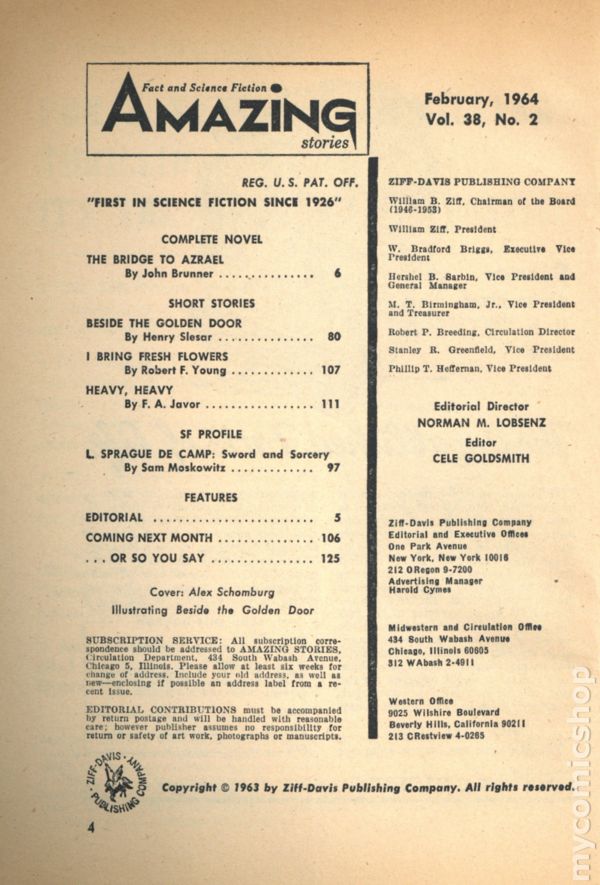 Fact and Science Fiction
AMAZING
stories
REG. U. S. PAT. OFF.
"FIRST IN SCIENCE FICTION SINCE 1926"
COMPLETE NOVEL
THE BRIDGE TO AZRAEL
By John Brunner ............... 6
SHORT STORIES
BESIDE THE GOLDEN DOOR
By Henry Slesar ............... 80
I BRING FRESH FLOWERS
By Robert F. Young ............. 107
HEAVY, HEAVY
By F. A. Javor ................. 111
SF PROFILE
L. SPRAGUE DE CAMP: Sword and Sorcery
By Sam Moskowitz ............. 97
FEATURES
EDITORIAL ......................... 5
COMING NEXT MONTH ............... 106
. . . OR SO YOU SAY ................. 125
Cover: Alex Schomburg
Illustrating Beside the Golden Door
SUBSCRIPTION SERVICE: All subscription corre-
spondence should be addressed to AMAZING STORIES,
Circulation Department, 434 South Wabash Avenue,
Chicago 5, Illinois. Please allow at least six weeks for
change of address. Include your old address, as well as
new—enclosing if possible an address label from a re-
cent issue.
EDITORIAL CONTRIBUTIONS must be accompanied
by return postage and will be handled with reasonable
care; however publisher assumes no responsibility for
return or safety of art work, photographs or manuscripts.
February, 1964
Vol. 38, No. 2
ZIFF-DAVIS PUBLISHING COMPANY
William B. Ziff, Chairman of the Board
(1946-1953)
William Ziff, President
W. Bradford Briggs, Executive Vice
President
Hershel B. Sarbin, Vice President and
General Manager
M. T. Birmingham, Jr., Vice President
and Treasurer
Robert P. Breeding, Circulation Director
Stanley R. Greenfield, Vice President
Phillip T. Heffernan, Vice President
Editorial Director
NORMAN M. LOBSENZ
Editor
CELE GOLDSMITH
Ziff-Davis Publishing Company
Editorial and Executive Offices
One Park Avenue
New York, New York 10016
212 ORegon 9-7200
Advertising Manager
Harold Cymes
Midwestern and Circulation Office
434 South Wabash Avenue
Chicago, Illinois 60605
312 WAbash 2-4911
Western Office
9025 Wilshire Boulevard
Beverly Hills, California 90211
213 CRestview 4-0265
ZIFF-DAVIS
PUBLISHING COMPANY
Copyright © 1963 by Ziff-Davis Publishing Company. All rights reserved.
4
mycomicshop